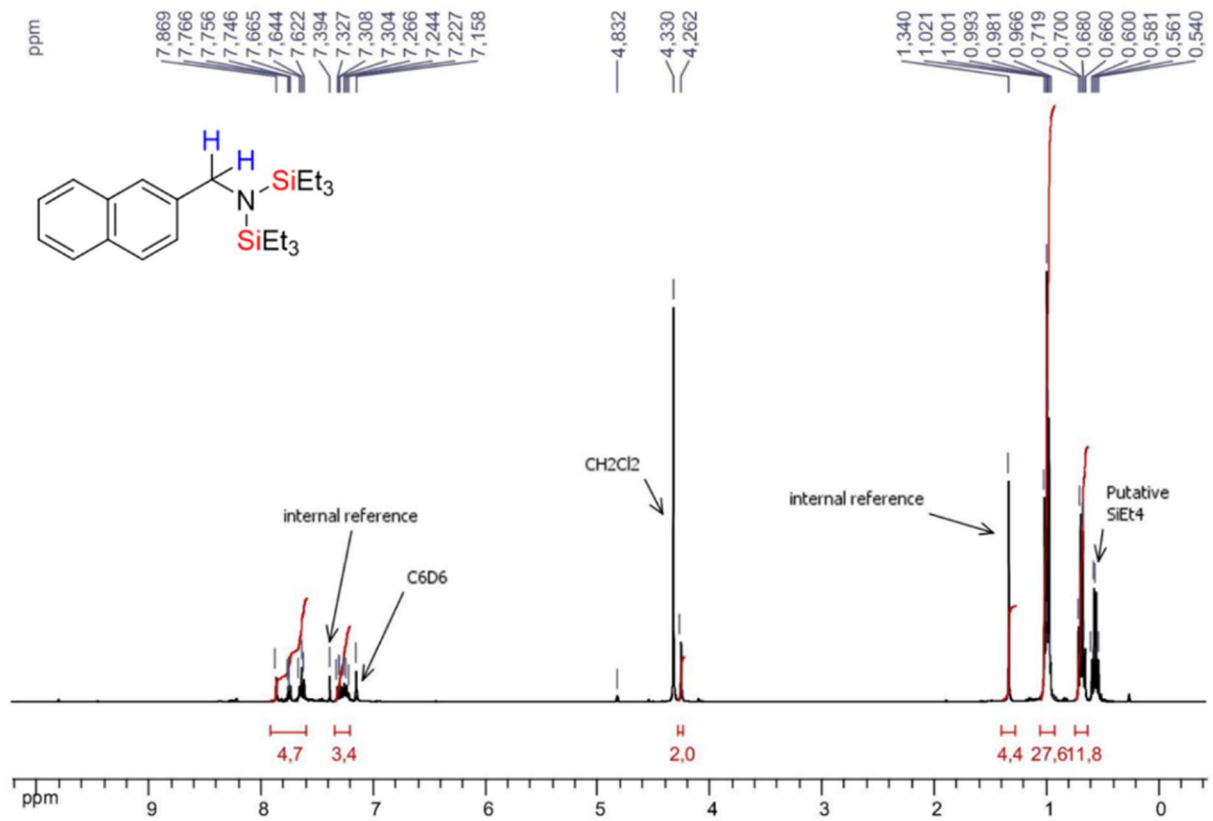 ppm
7,869
7,766
7,756
7,746
7,665
7,644
7,622
7,394
7,327
7,308
7,304
7,266
7,244
7,227
7,158
4,832
4,330
4,262
1,340
1,021
1,001
0,993
0,981
0,966
0,719
0,700
0,680
0,660
0,600
0,581
0,561
0,540
H
H
N
SiEt3
SiEt3
CH2Cl2
internal reference
Putative
SiEt4
internal reference
C6D6
4,7 3,4 2,0 4,4 27,6 11,8
ppm 9 8 7 6 5 4 3 2 1 0